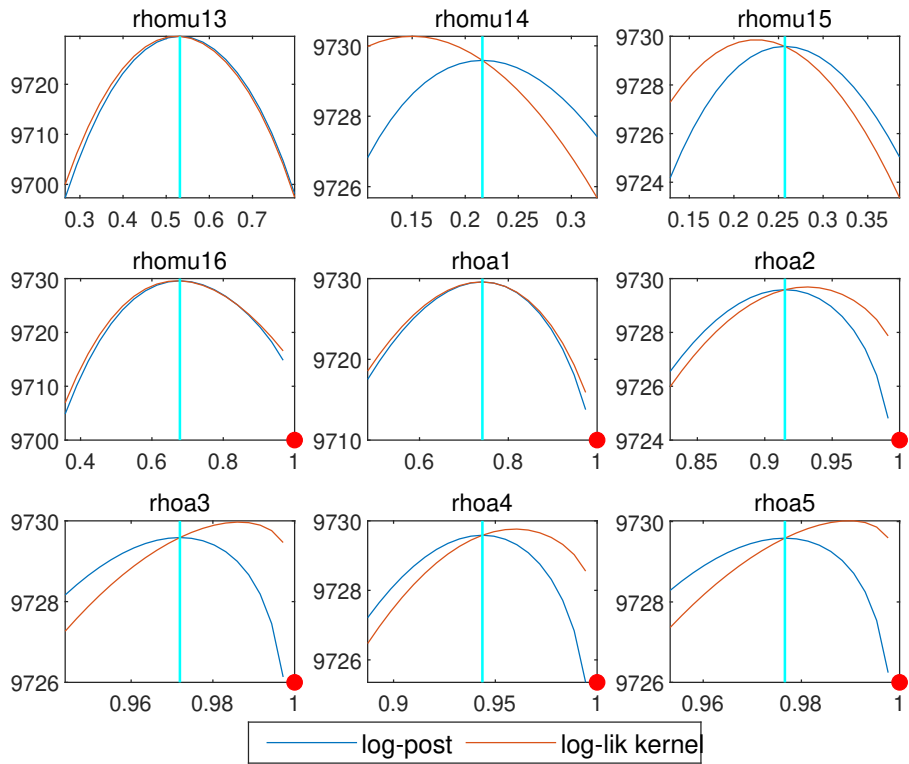 rhomu13 rhomu14 rhomu15
9720 9710 9700 0.3 0.4 0.5 0.6 0.7
9730 9728 9726 0.15 0.2 0.25 0.3
9730 9728 9726 9724 0.15 0.2 0.25 0.3 0.35
rhomu16 rhoa1 rhoa2
9730 9720 9710 9700 0.4 0.6 0.8 1
9730 9720 9710 0.6 0.8 1
9730 9728 9726 9724 0.85 0.9 0.95 1
rhoa3 rhoa4 rhoa5
9730 9728 9726 0.96 0.98 1
9730 9728 9726 0.9 0.95 1
9730 9728 9726 0.96 0.98 1
log-post log-lik kernel